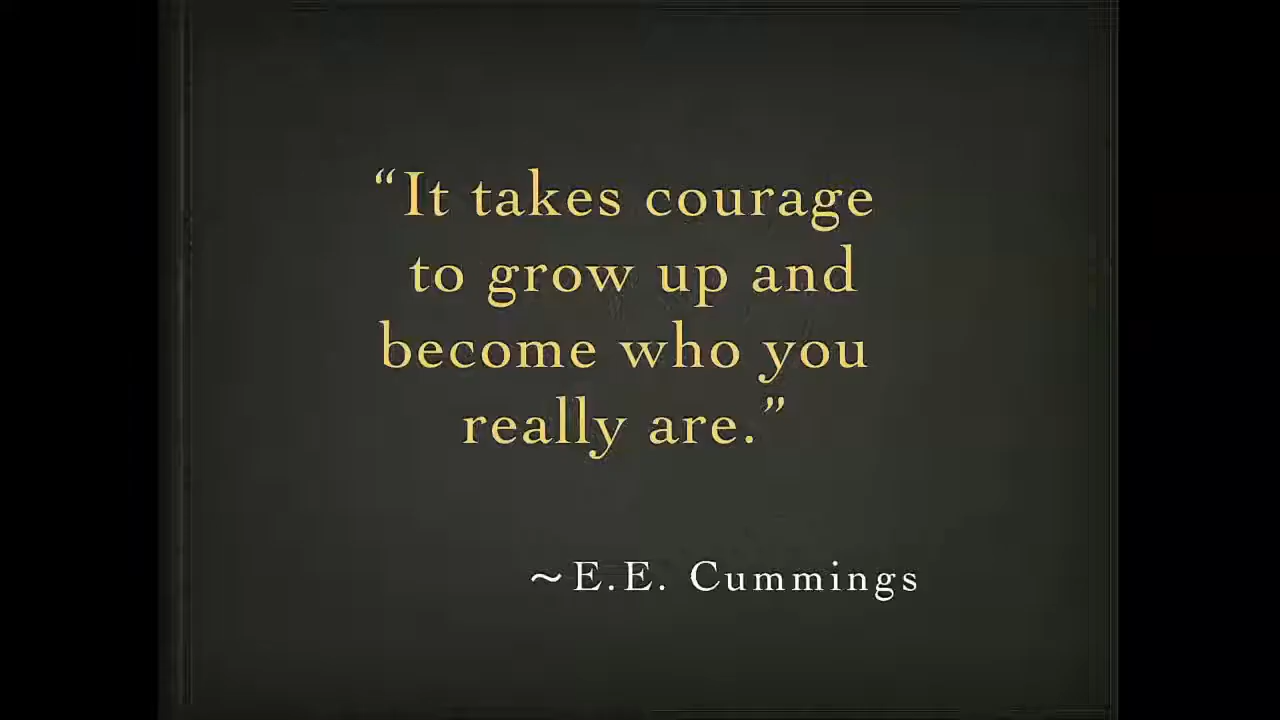 “It takes courage
to grow up and
become who you
really are.”
~E.E. Cummings